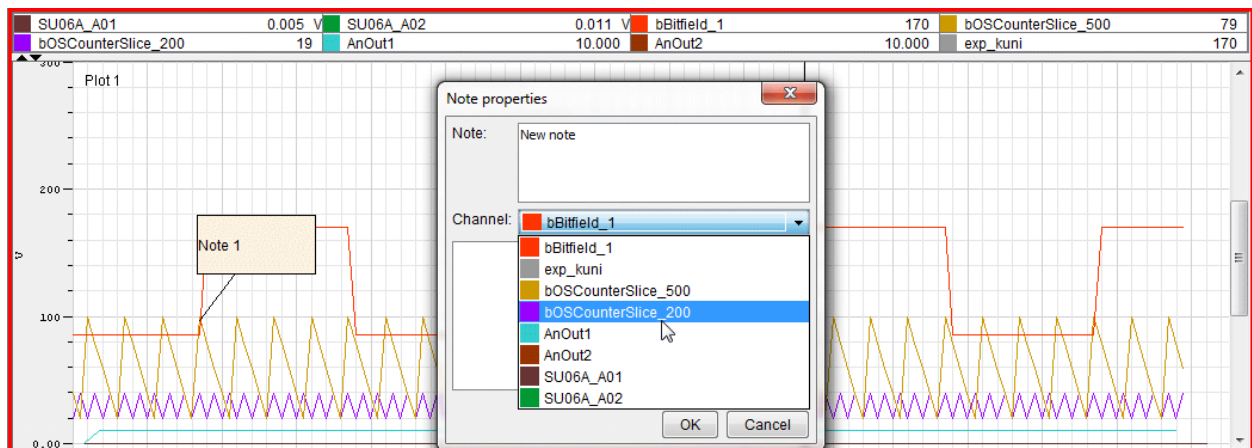 SU06A_A01 0.005 V SU06A_A02 0.011 V bBitfield_1 170 bOSCounterSlice_500 79
bOSCounterSlice_200 19 AnOut1 10.000 AnOut2 10.000 exp_kuni 170
300
Plot 1
Note properties
Note: New note
200
Channel: bBitfield_1
Note 1
bBitfield_1
exp_kuni
bOSCounterSlice_500
bOSCounterSlice_200
100
AnOut1
AnOut2
SU06A_A01
SU06A_A02
OK Cancel
0.00